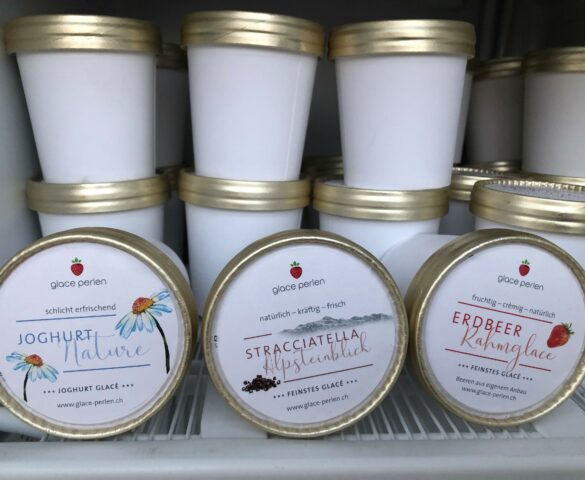 glace perlen
schlicht erfrischend
JOGHURT
Nature
••• JOGHURT GLACÉ •••
www.glace-perlen.ch
glace perlen
natürlich – kräftig – frisch
STRACCIATELLA
Alpsteinblick
••• FEINSTES GLACÉ •••
www.glace-perlen.ch
glace perlen
fruchtig – crèmig – natürlich
ERDBEER
Rahmglace
••• FEINSTES GLACÉ •••
Beeren aus eigenem Anbau
www.glace-perlen.ch